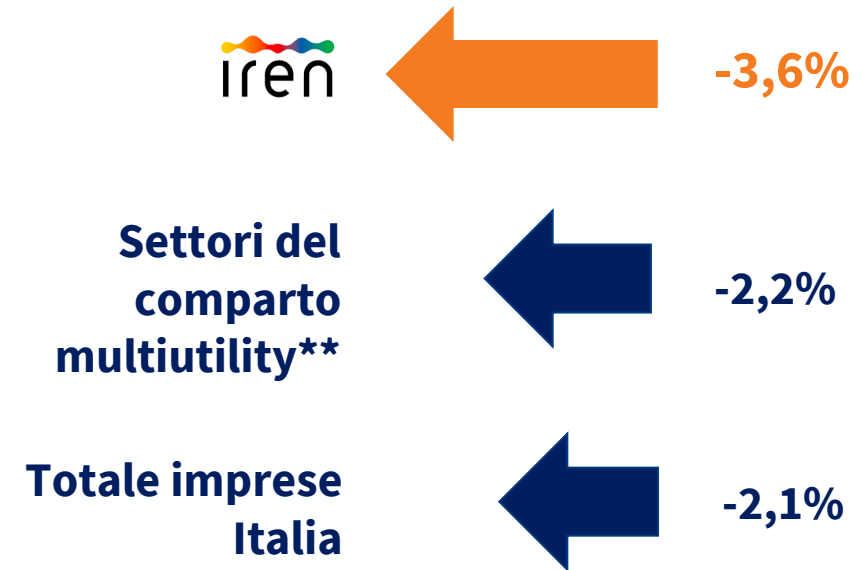 iren
-3,6%
Settori del
comparto
multiutility**
-2,2%
Totale imprese
Italia
-2,1%